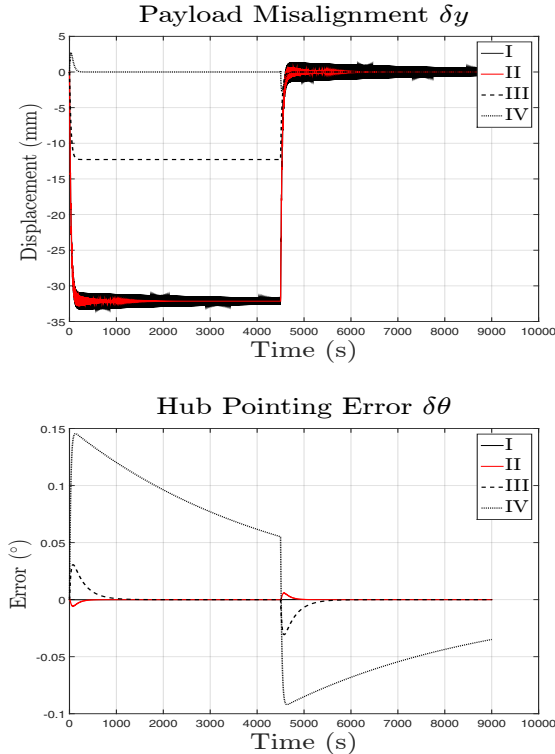 Payload Misalignment δy
5
0
-5
-10
-15
-20
-25
-30
-35
Displacement (mm)
I
II
III
IV
0 1000 2000 3000 4000 5000 6000 7000 8000 9000 10000
Time (s)
Hub Pointing Error δθ
0.15
0.1
0.05
0
-0.05
-0.1
Error (°)
I
II
III
IV
0 1000 2000 3000 4000 5000 6000 7000 8000 9000 10000
Time (s)